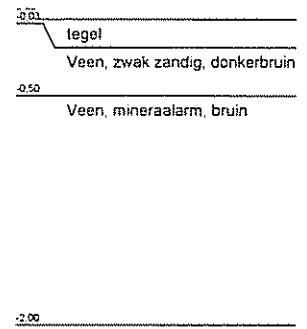 -0.03
tegel
Veen, zwak zandig, donkerbruin
-0.50
Veen, mineraalarm, bruin
-2.00